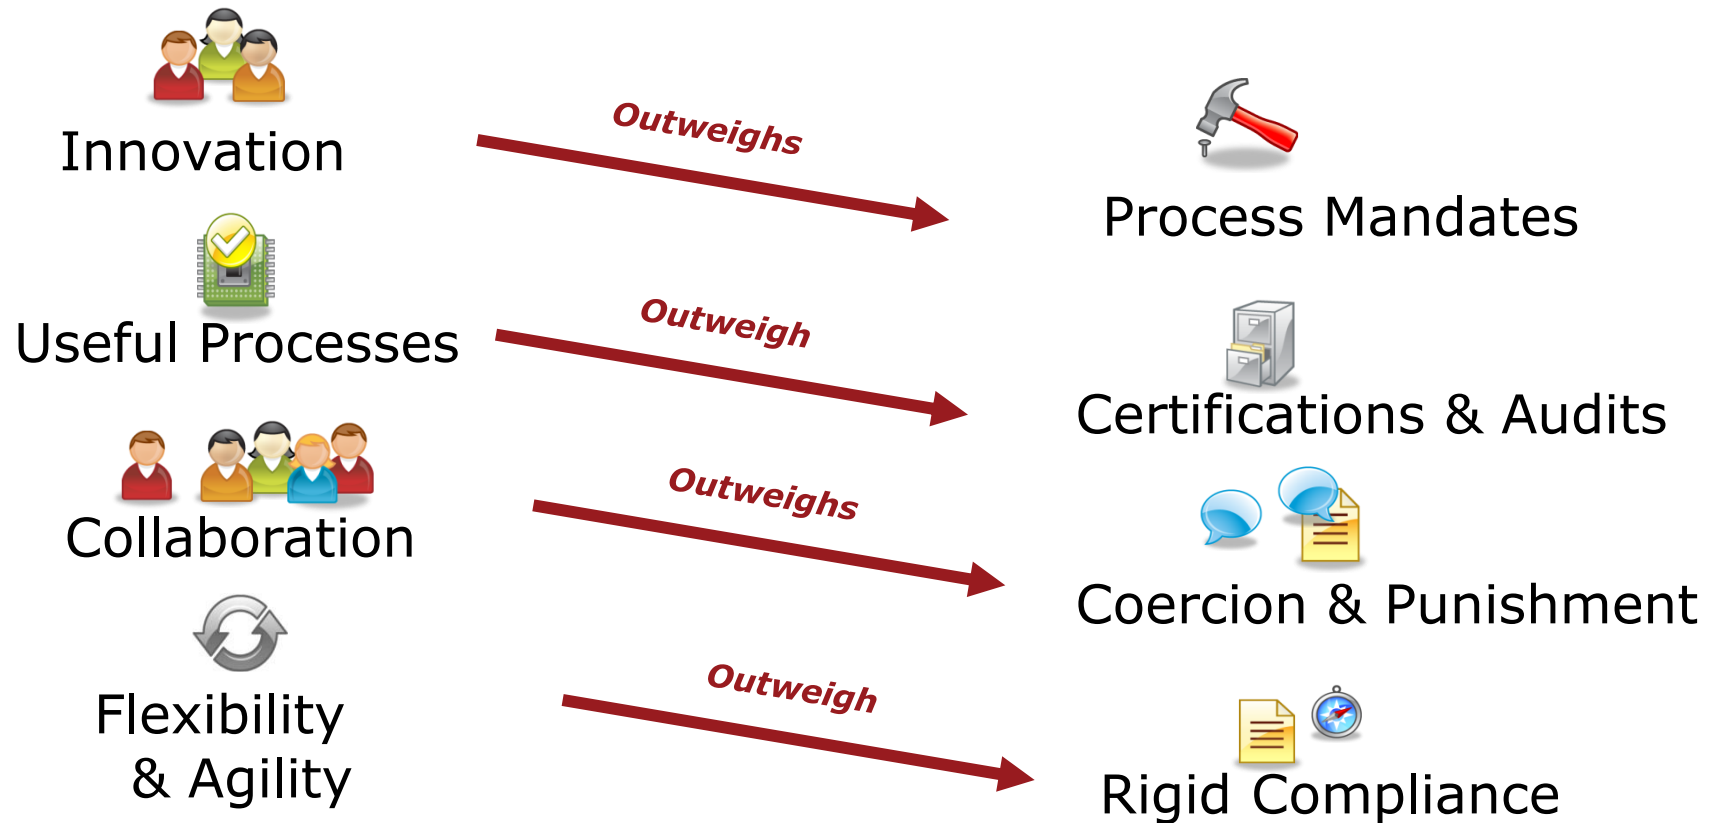 Innovation
Outweighs
Process Mandates
Useful Processes
Outweigh
Certifications & Audits
Collaboration
Outweighs
Coercion & Punishment
Flexibility
& Agility
Outweigh
Rigid Compliance